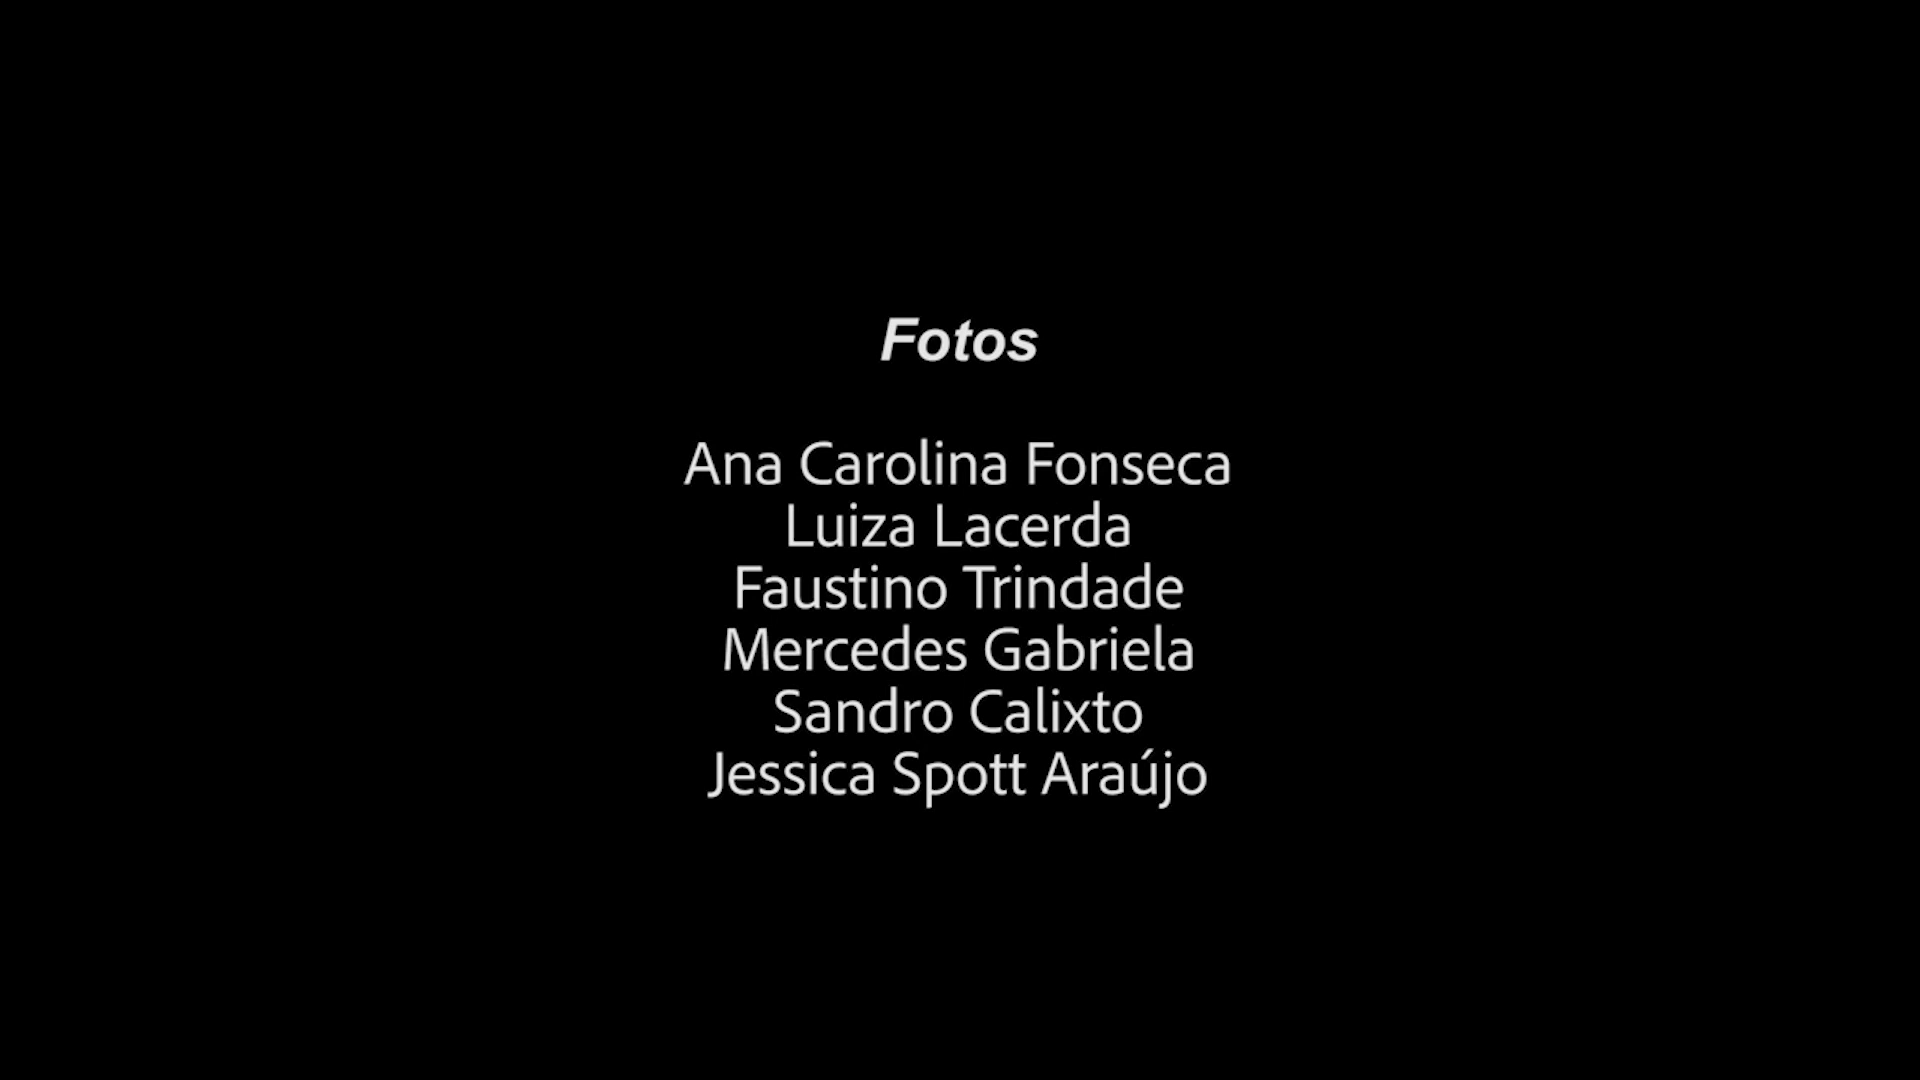 Fotos
Ana Carolina Fonseca
Luiza Lacerda
Faustino Trindade
Mercedes Gabriela
Sandro Calixto
Jessica Spott Araújo